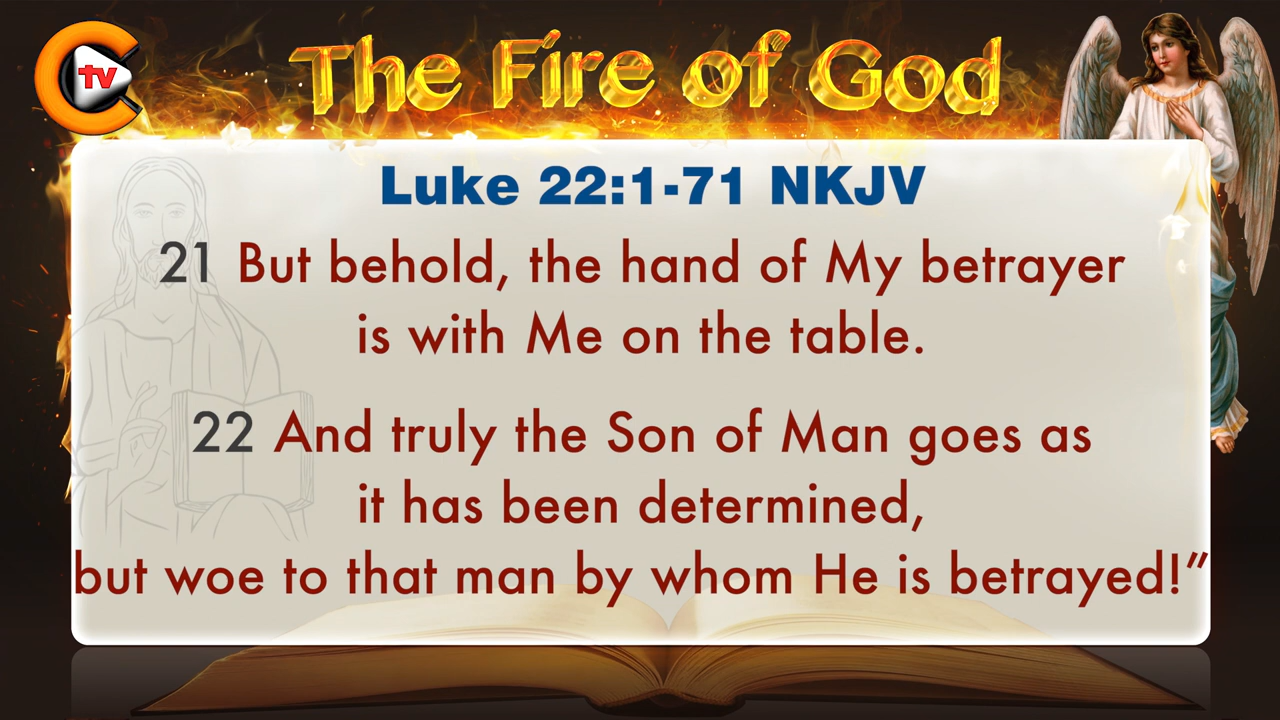 tv
The Fire of God
Luke 22:1-71 NKJV
21 But behold, the hand of My betrayer
is with Me on the table.
22 And truly the Son of Man goes as
it has been determined,
but woe to that man by whom He is betrayed!”